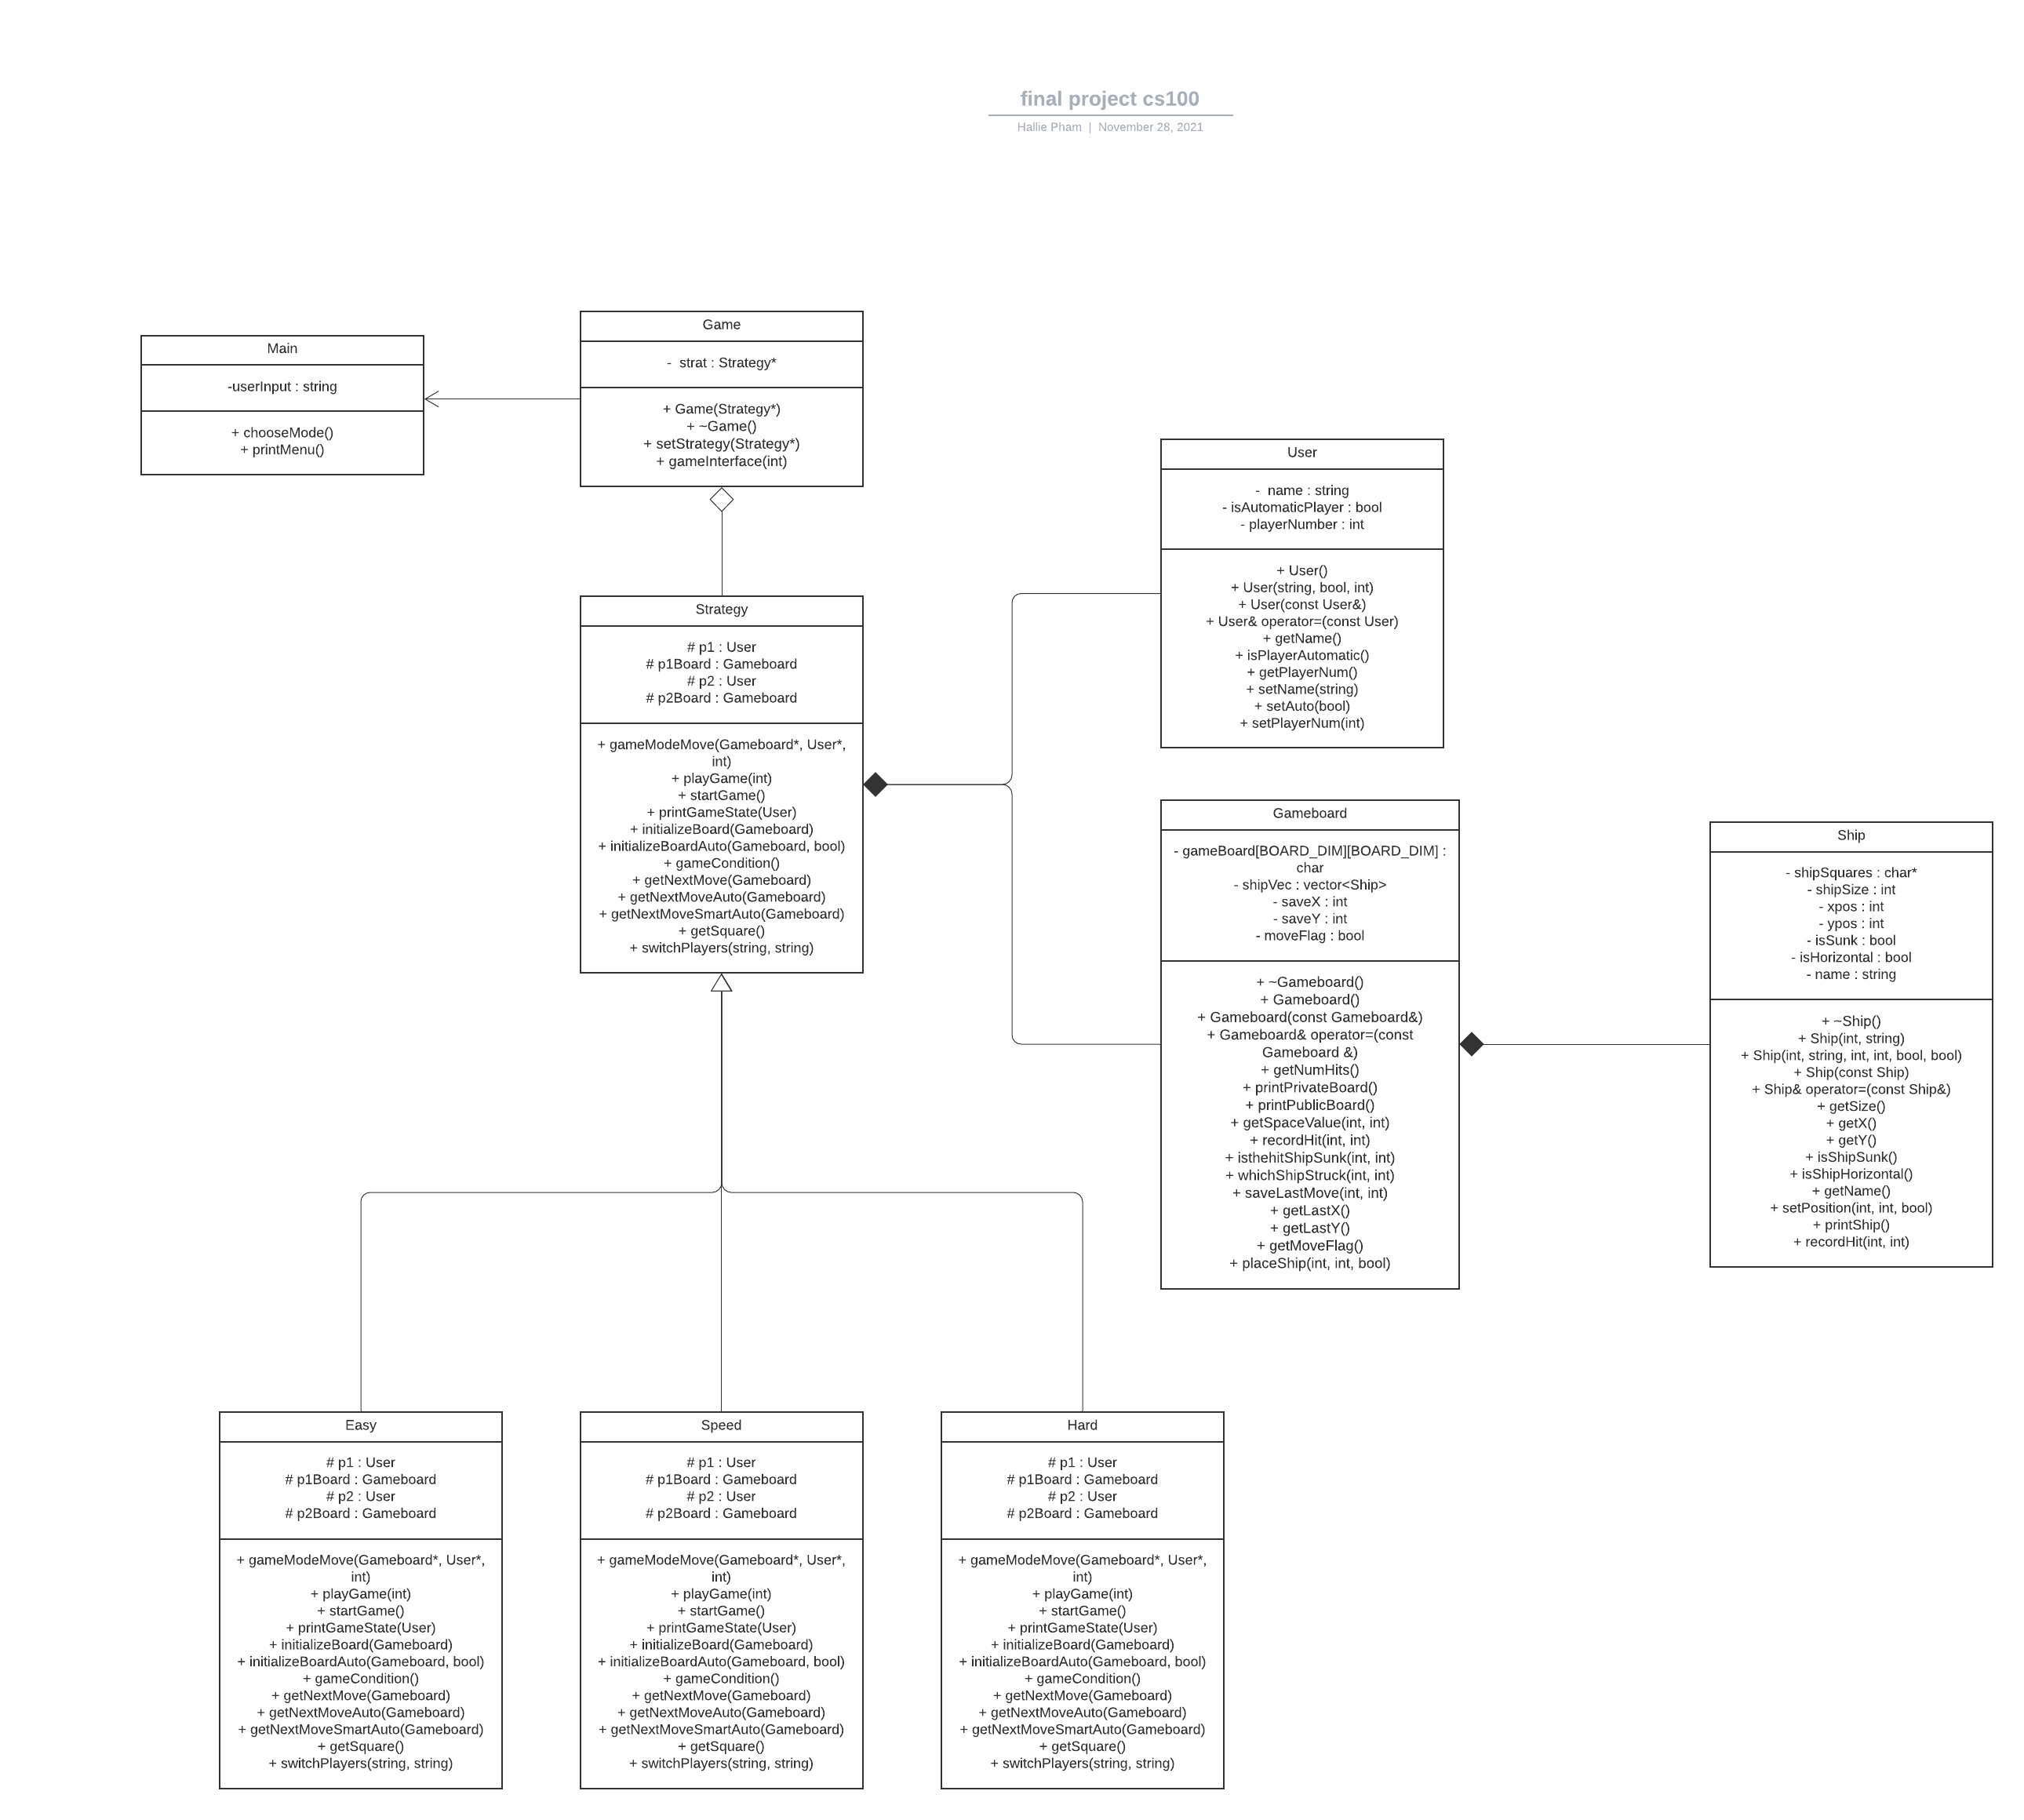 final project cs100
Hallie Pham | November 28, 2021
Main
-userInput : string
+ chooseMode()
+ printMenu()
Game
- strat : Strategy*
+ Game(Strategy*)
+ ~Game()
+ setStrategy(Strategy*)
+ gameInterface(int)
Strategy
# p1 : User
# p1Board : Gameboard
# p2 : User
# p2Board : Gameboard
+ gameModeMove(Gameboard*, User*,
int)
+ playGame(int)
+ startGame()
+ printGameState(User)
+ initializeBoard(Gameboard)
+ initializeBoardAuto(Gameboard, bool)
+ gameCondition()
+ getNextMove(Gameboard)
+ getNextMoveAuto(Gameboard)
+ getNextMoveSmartAuto(Gameboard)
+ getSquare()
+ switchPlayers(string, string)
User
- name : string
- isAutomaticPlayer : bool
- playerNumber : int
+ User()
+ User(string, bool, int)
+ User(const User&)
+ User& operator=(const User)
+ getName()
+ isPlayerAutomatic()
+ getPlayerNum()
+ setName(string)
+ setAuto(bool)
+ setPlayerNum(int)
Gameboard
- gameBoard[BOARD_DIM][BOARD_DIM] :
char
- shipVec : vector<Ship>
- saveX : int
- saveY : int
- moveFlag : bool
+ ~Gameboard()
+ Gameboard()
+ Gameboard(const Gameboard&)
+ Gameboard& operator=(const
Gameboard &)
+ getNumHits()
+ printPrivateBoard()
+ printPublicBoard()
+ getSpaceValue(int, int)
+ recordHit(int, int)
+ isthehitShipSunk(int, int)
+ whichShipStruck(int, int)
+ saveLastMove(int, int)
+ getLastX()
+ getLastY()
+ getMoveFlag()
+ placeShip(int, int, bool)
Ship
- shipSquares : char*
- shipSize : int
- xpos : int
- ypos : int
- isSunk : bool
- isHorizontal : bool
- name : string
+ ~Ship()
+ Ship(int, string)
+ Ship(int, string, int, int, bool, bool)
+ Ship(const Ship)
+ Ship& operator=(const Ship&)
+ getSize()
+ getX()
+ getY()
+ isShipSunk()
+ isShipHorizontal()
+ getName()
+ setPosition(int, int, bool)
+ printShip()
+ recordHit(int, int)
Easy
# p1 : User
# p1Board : Gameboard
# p2 : User
# p2Board : Gameboard
+ gameModeMove(Gameboard*, User*,
int)
+ playGame(int)
+ startGame()
+ printGameState(User)
+ initializeBoard(Gameboard)
+ initializeBoardAuto(Gameboard, bool)
+ gameCondition()
+ getNextMove(Gameboard)
+ getNextMoveAuto(Gameboard)
+ getNextMoveSmartAuto(Gameboard)
+ getSquare()
+ switchPlayers(string, string)
Speed
# p1 : User
# p1Board : Gameboard
# p2 : User
# p2Board : Gameboard
+ gameModeMove(Gameboard*, User*,
int)
+ playGame(int)
+ startGame()
+ printGameState(User)
+ initializeBoard(Gameboard)
+ initializeBoardAuto(Gameboard, bool)
+ gameCondition()
+ getNextMove(Gameboard)
+ getNextMoveAuto(Gameboard)
+ getNextMoveSmartAuto(Gameboard)
+ getSquare()
+ switchPlayers(string, string)
Hard
# p1 : User
# p1Board : Gameboard
# p2 : User
# p2Board : Gameboard
+ gameModeMove(Gameboard*, User*,
int)
+ playGame(int)
+ startGame()
+ printGameState(User)
+ initializeBoard(Gameboard)
+ initializeBoardAuto(Gameboard, bool)
+ gameCondition()
+ getNextMove(Gameboard)
+ getNextMoveAuto(Gameboard)
+ getNextMoveSmartAuto(Gameboard)
+ getSquare()
+ switchPlayers(string, string)